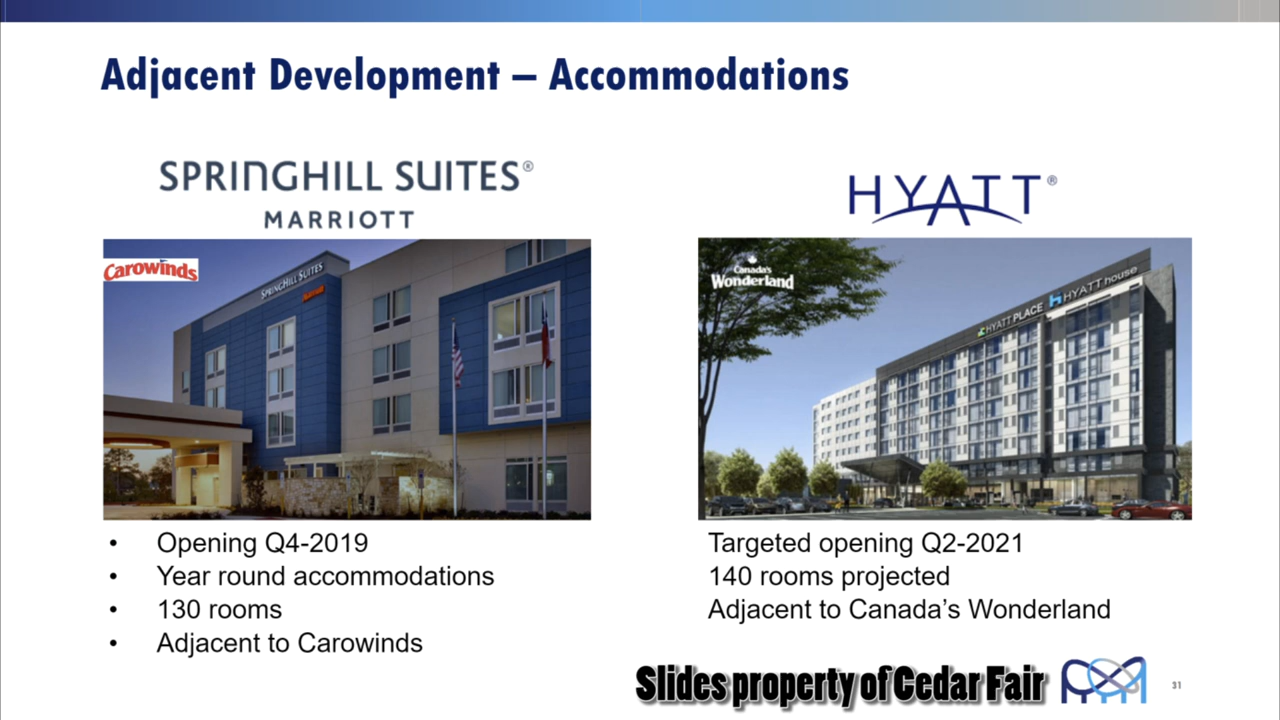 Adjacent Development – Accommodations
SPRINGHILL SUITES®
MARRIOTT
Carowinds
SPRINGHILL SUITES
Marriott
• Opening Q4-2019
• Year round accommodations
• 130 rooms
• Adjacent to Carowinds
HYATT®
Canada's
Wonderland
HYATT PLACE HYATT house
Targeted opening Q2-2021
140 rooms projected
Adjacent to Canada’s Wonderland
Slides property of Cedar Fair
31